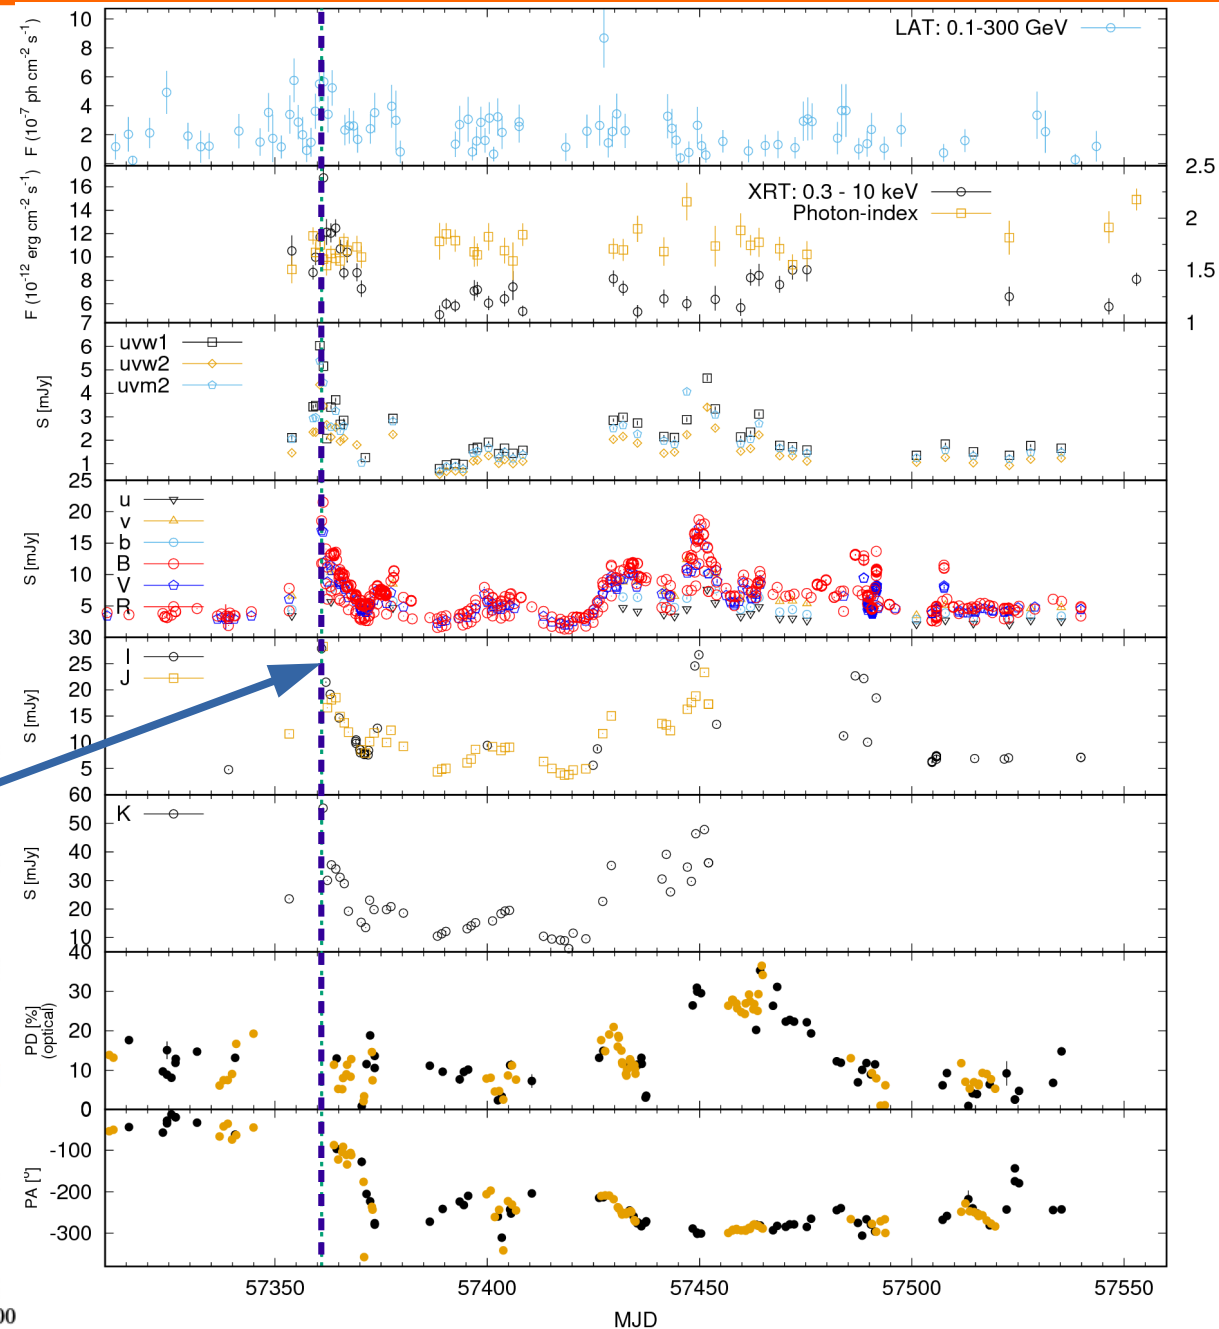 10
8
6
4
2
0
F (10-7 ph cm-2 s-1)
LAT: 0.1-300 GeV
16
14
12
10
8
6
7
F (10-12 erg cm-2 s-1)
XRT: 0.3 - 10 keV
Photon-index
2.5
2
1.5
1
6
5
4
3
2
1
25
S [mJy]
uvw1
uvw2
uvm2
20
15
10
5
30
S [mJy]
u
v
b
B
V
R
25
20
15
10
5
60
S [mJy]
I
J
50
40
30
20
10
40
S [mJy]
K
30
20
10
0
PD [%]
(optical)
-100
-200
-300
PA [°]
57350 57400 57450 57500 57550
MJD
00